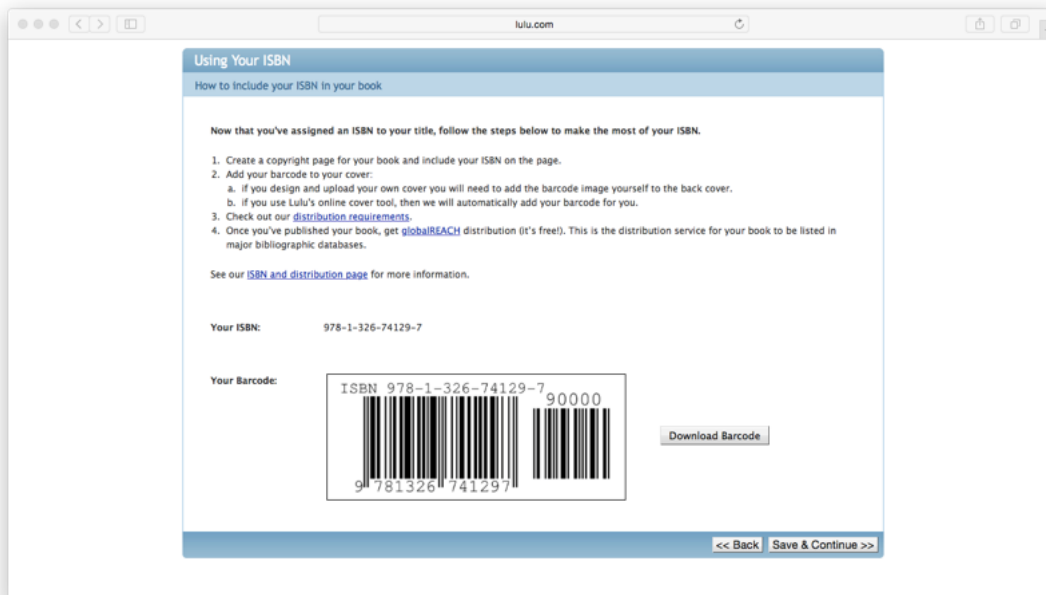 lulu.com
Using Your ISBN
How to include your ISBN in your book
Now that you've assigned an ISBN to your title, follow the steps below to make the most of your ISBN.
1. Create a copyright page for your book and include your ISBN on the page.
2. Add your barcode to your cover:
a. if you design and upload your own cover you will need to add the barcode image yourself to the back cover.
b. if you use Lulu's online cover tool, then we will automatically add your barcode for you.
3. Check out our distribution requirements.
4. Once you've published your book, get globalREACH distribution (it's free!). This is the distribution service for your book to be listed in
major bibliographic databases.
See our ISBN and distribution page for more information.
Your ISBN: 978-1-326-74129-7
Your Barcode:
ISBN 978-1-326-74129-7
90000
Download Barcode
9 781326 741297
<< Back Save & Continue >>